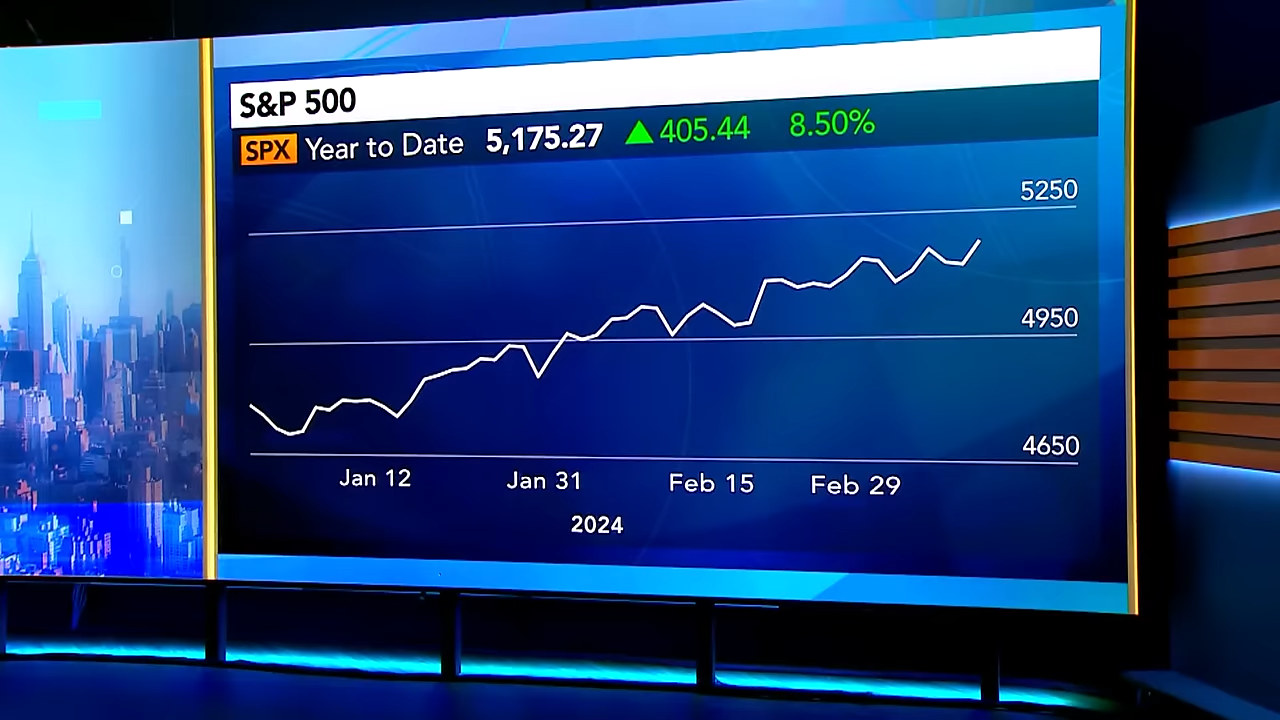 S&P 500
SPX Year to Date 5,175.27 ▲405.44 8.50%
5250
4950
4650
Jan 12 Jan 31 Feb 15 Feb 29
2024